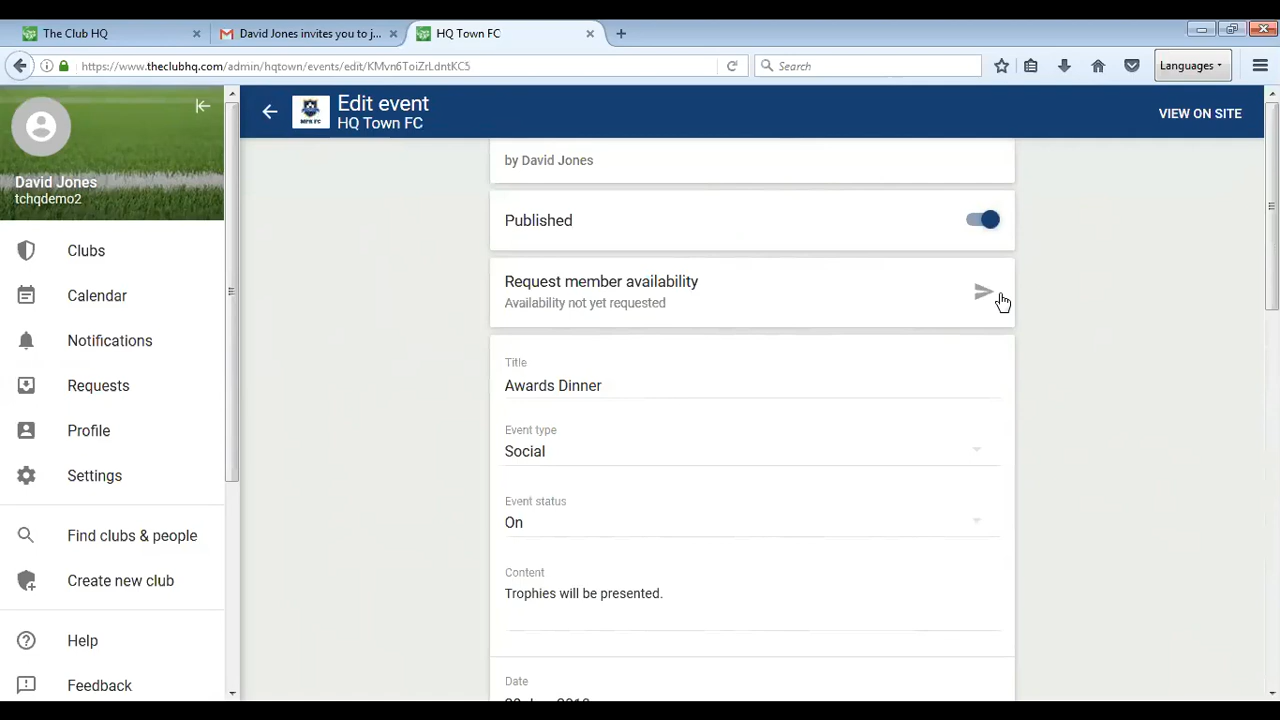 The Club HQ
David Jones invites you to j...
HQ Town FC
https://www.theclubhq.com/admin/hqtown/events/edit/KMvn6ToiZrLdntKC5
Search
Languages
Edit event
HQ Town FC
VIEW ON SITE
MPK FC
David Jones
tchqdemo2
Clubs
Calendar
Notifications
Requests
Profile
Settings
Find clubs & people
Create new club
Help
Feedback
by David Jones
Published
Request member availability
Availability not yet requested
Title
Awards Dinner
Event type
Social
Event status
On
Content
Trophies will be presented.
Date